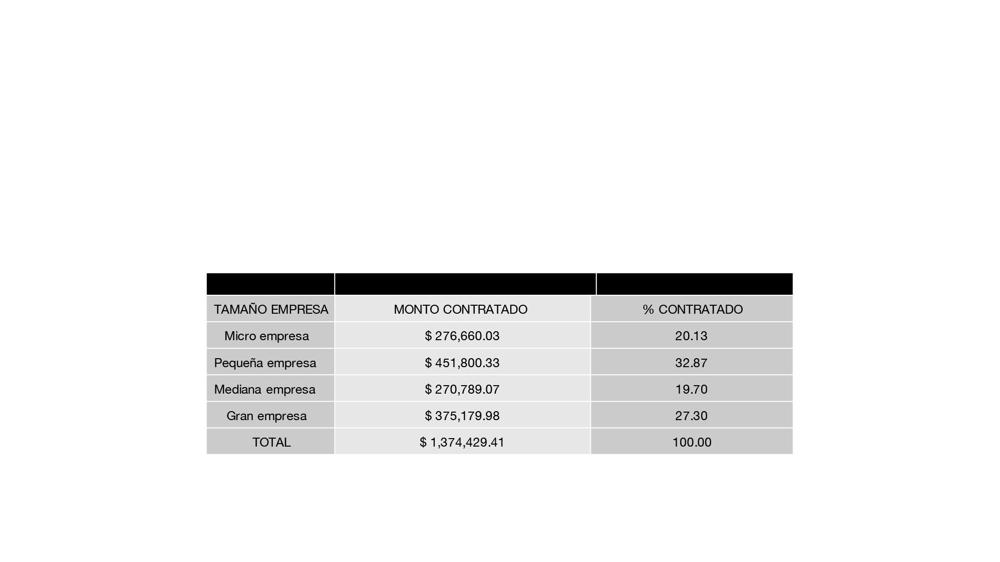 TAMAÑO EMPRESA MONTO CONTRATADO % CONTRATADO
Micro empresa $ 276,660.03 20.13
Pequeña empresa $ 451,800.33 32.87
Mediana empresa $ 270,789.07 19.70
Gran empresa $ 375,179.98 27.30
TOTAL $ 1,374,429.41 100.00